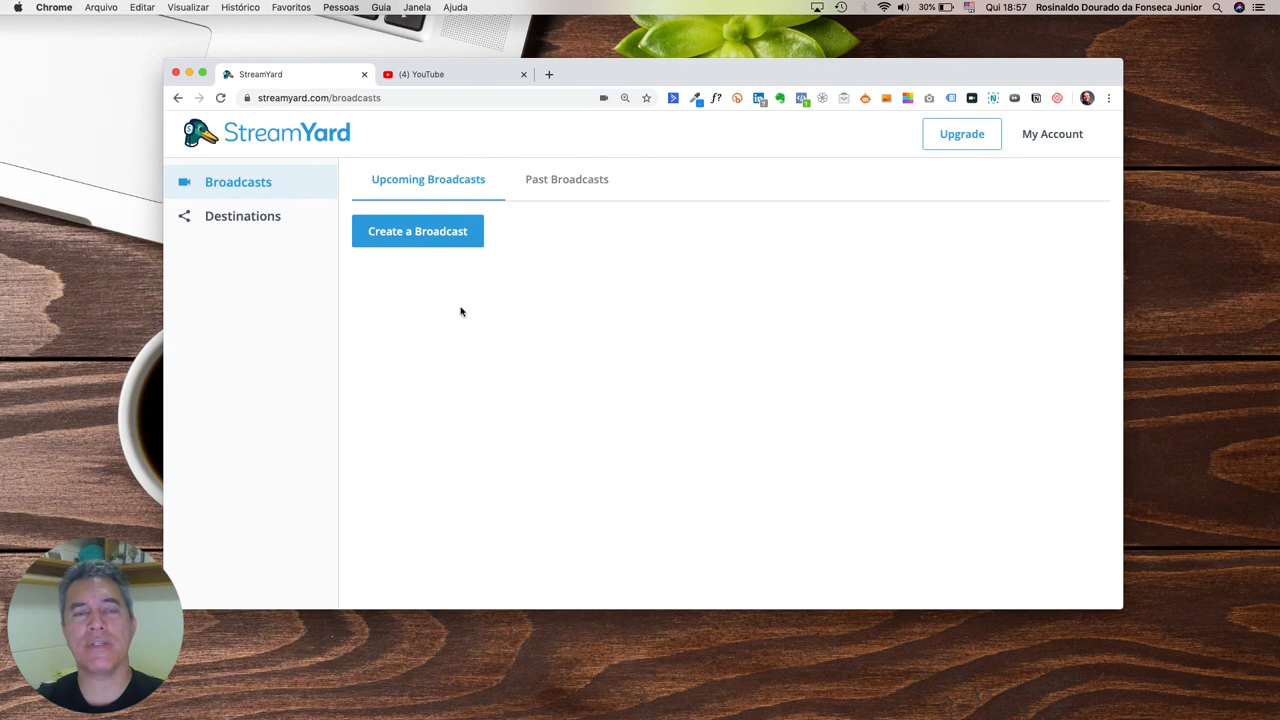 Chrome Arquivo Editar Visualizar Histórico Favoritos Pessoas Guia Janela Ajuda 30% Qui 18:57 Rosinaldo Dourado da Fonseca Junior
StreamYard (4) YouTube
streamyard.com/broadcasts
StreamYard Upgrade My Account
Broadcasts Upcoming Broadcasts Past Broadcasts
Destinations
Create a Broadcast